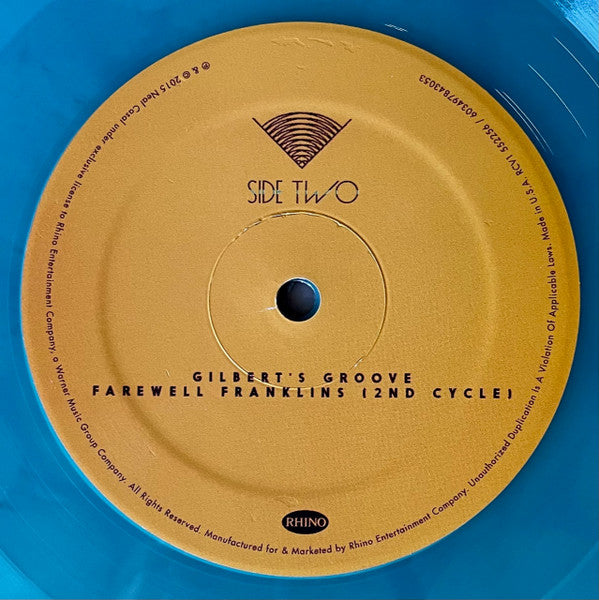 SIDE TWO
GILBERT'S GROOVE
FAREWELL FRANKLINS (2ND CYCLE)
RHINO
℗ & © 2015 Neal Casal under exclusive license to Rhino Entertainment Company, a Warner Music Group Company. All Rights Reserved. Manufactured for & Marketed by Rhino Entertainment Company. Unauthorized Duplication Is A Violation Of Applicable Laws. Made in U.S.A. RCV1 552256 / 603497843053